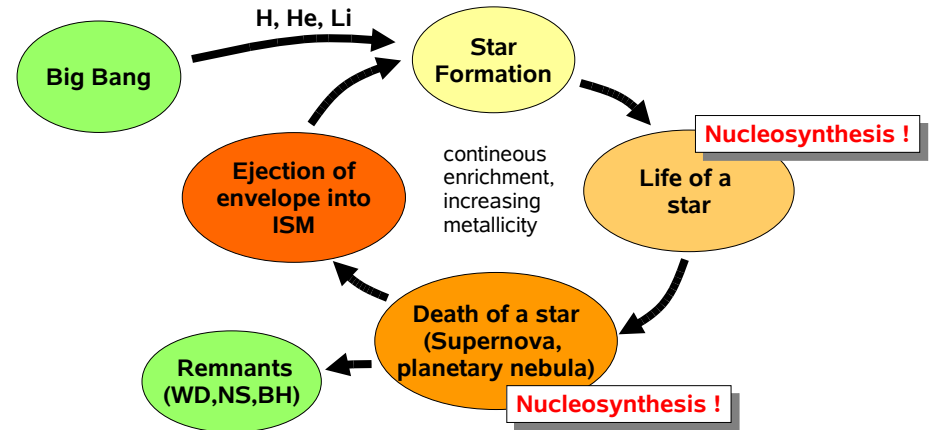 H, He, Li
Big Bang
Star
Formation
Nucleosynthesis !
Life of a
star
contineous
enrichment,
increasing
metallicity
Ejection of
envelope into
ISM
Death of a star
(Supernova,
planetary nebula)
Nucleosynthesis !
Remnants
(WD,NS,BH)